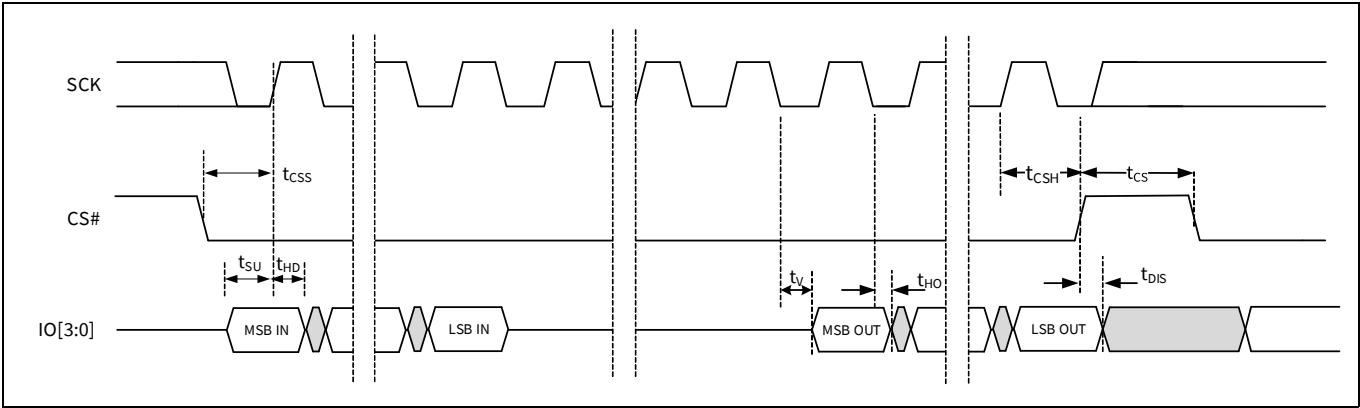 SCK
tCSS
tCSH
tCS
CS#
tSU
tHD
tV
tHO
tDIS
IO[3:0]
MSB IN
LSB IN
MSB OUT
LSB OUT